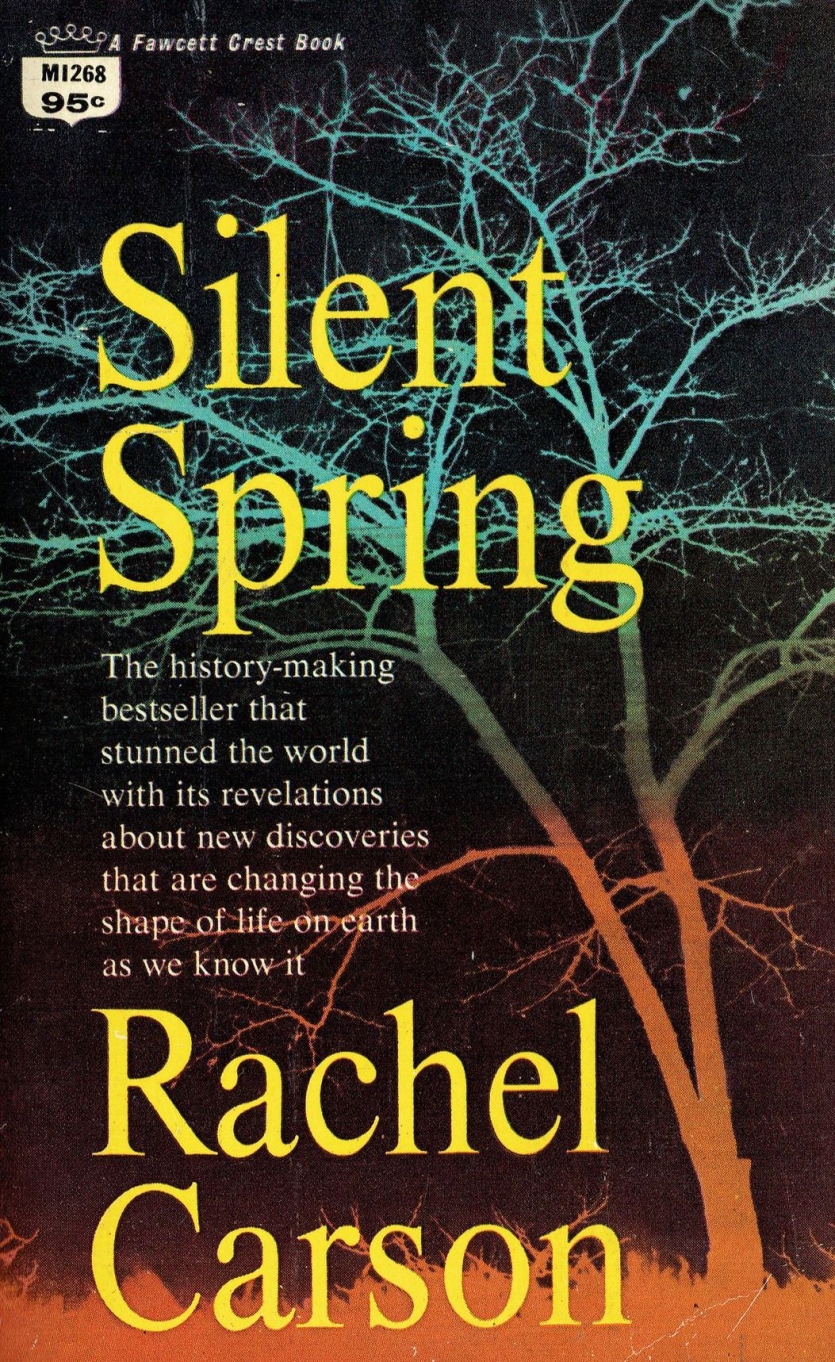 A Fawcett Crest Book
M1268
95c
Silent
Spring
The history-making
bestseller that
stunned the world
with its revelations
about new discoveries
that are changing the
shape of life on earth
as we know it
Rachel
Carson